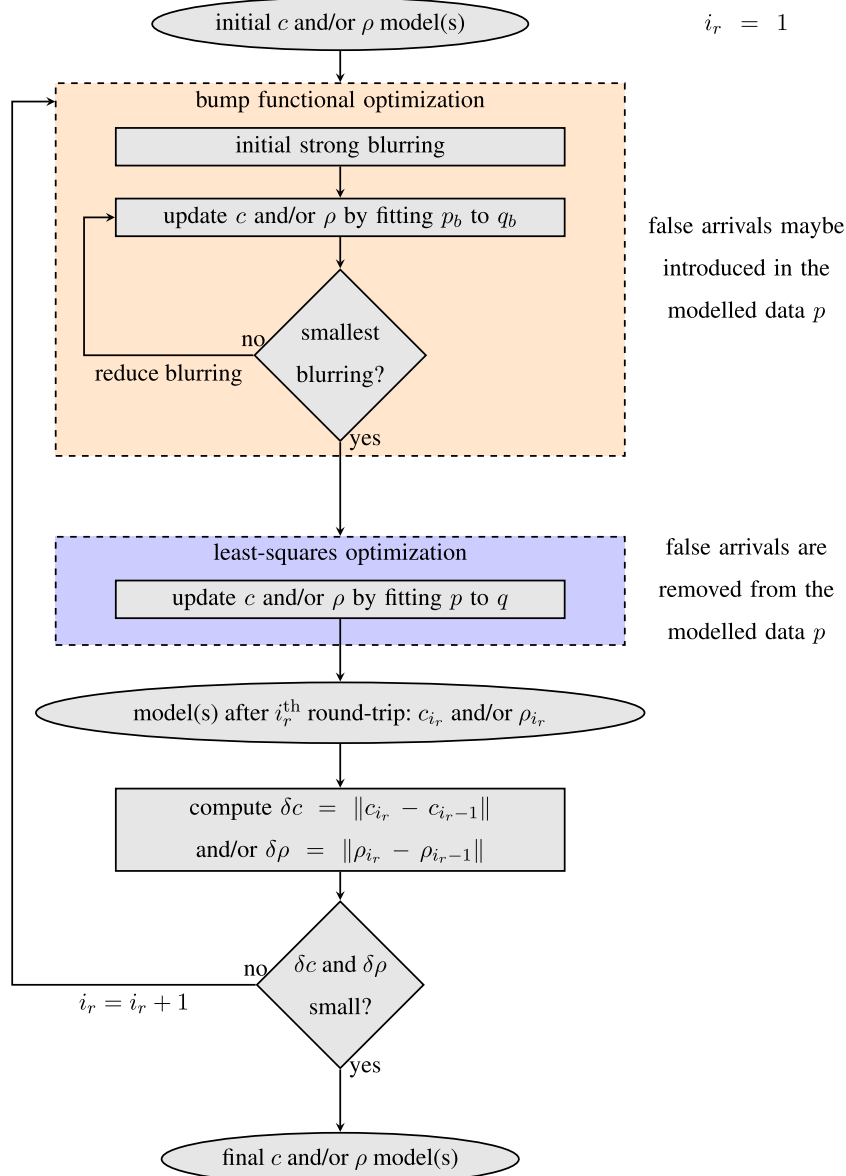 initial c and/or ρ model(s)
i_r = 1
bump functional optimization
initial strong blurring
update c and/or ρ by fitting p_b to q_b
false arrivals maybe
introduced in the
modelled data p
smallest
blurring?
no
reduce blurring
yes
least-squares optimization
update c and/or ρ by fitting p to q
false arrivals are
removed from the
modelled data p
model(s) after i_r^th round-trip: c_{i_r} and/or ρ_{i_r}
compute δc = ‖c_{i_r} − c_{i_r−1}‖
and/or δρ = ‖ρ_{i_r} − ρ_{i_r−1}‖
δc and δρ
small?
no
i_r = i_r + 1
yes
final c and/or ρ model(s)